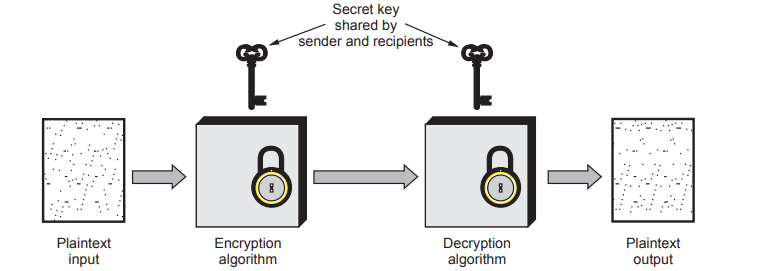 Secret key
shared by
sender and recipients
Plaintext
input
Encryption
algorithm
Decryption
algorithm
Plaintext
output